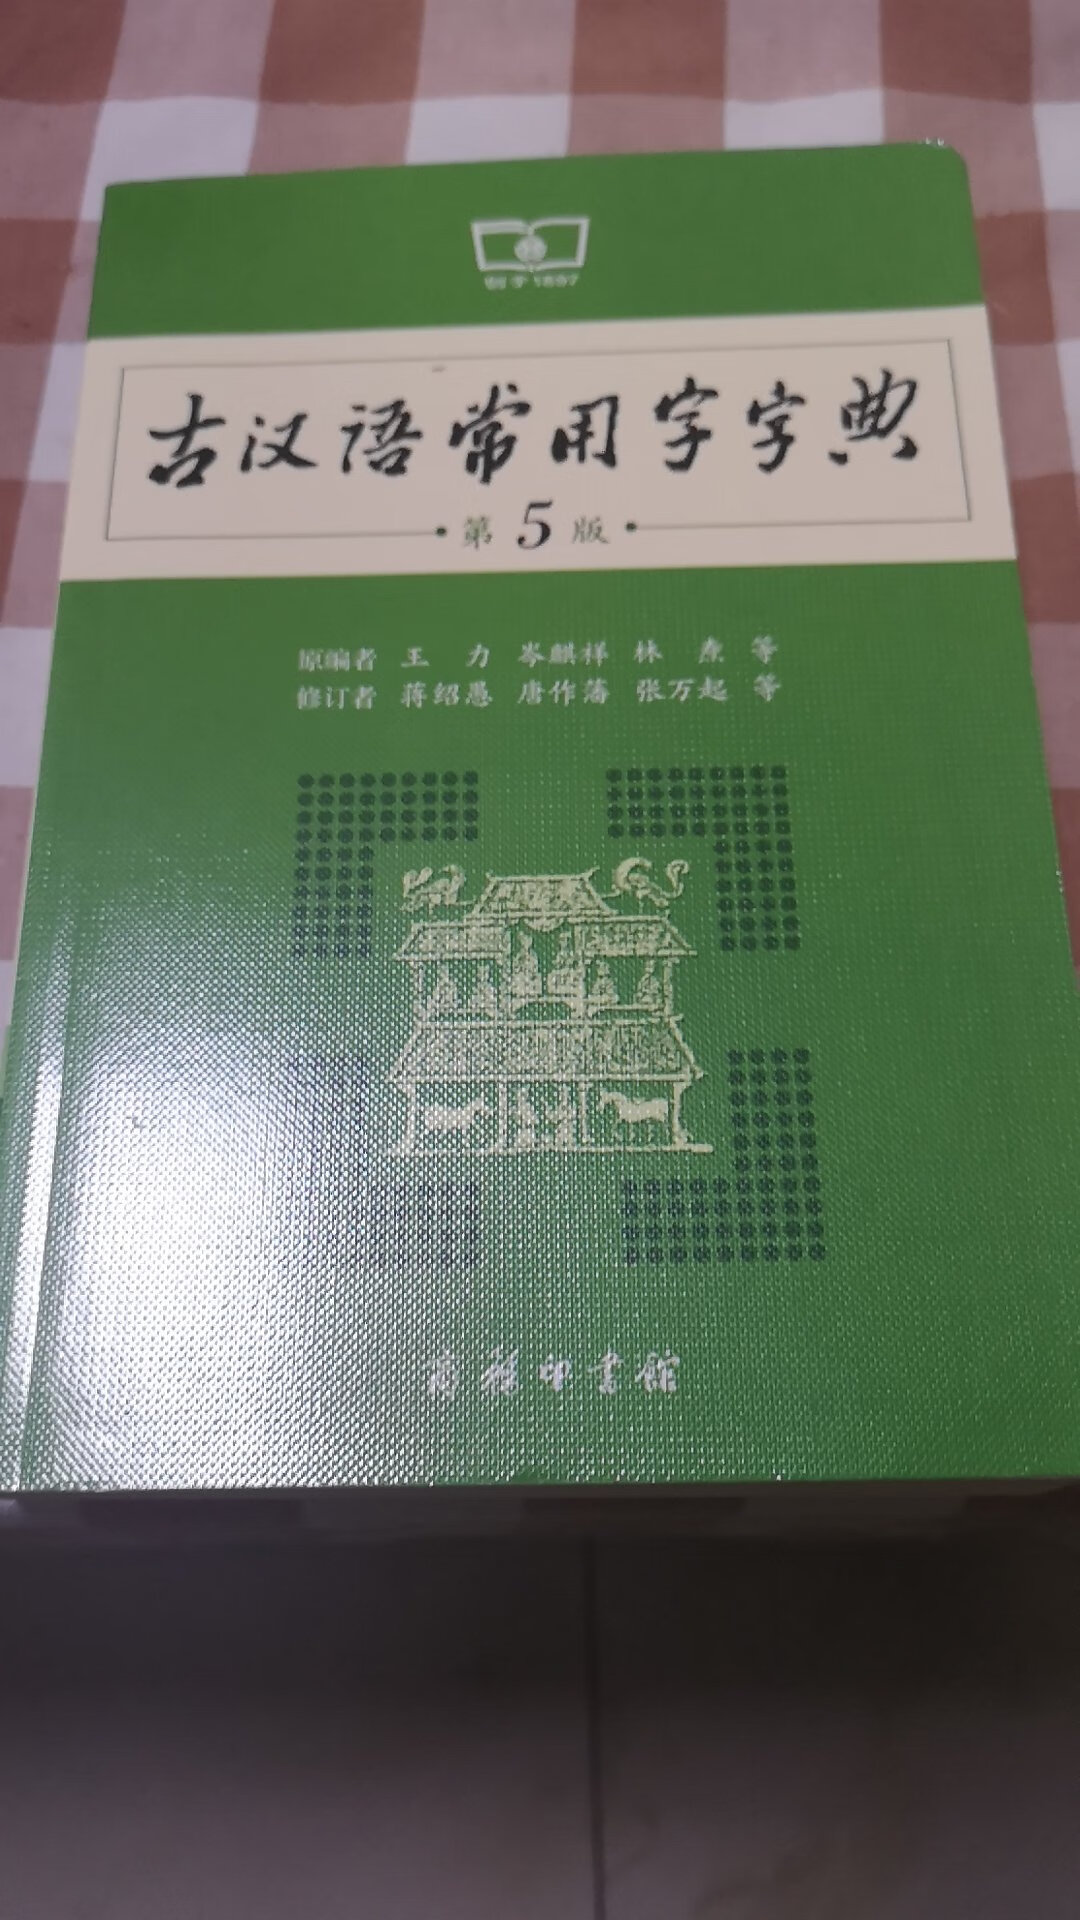 创于1897
古汉语常用字字典
第5版
原编者 王力 岑麒祥 林焘 等
修订者 蒋绍愚 唐作藩 张万起 等
商务印书馆